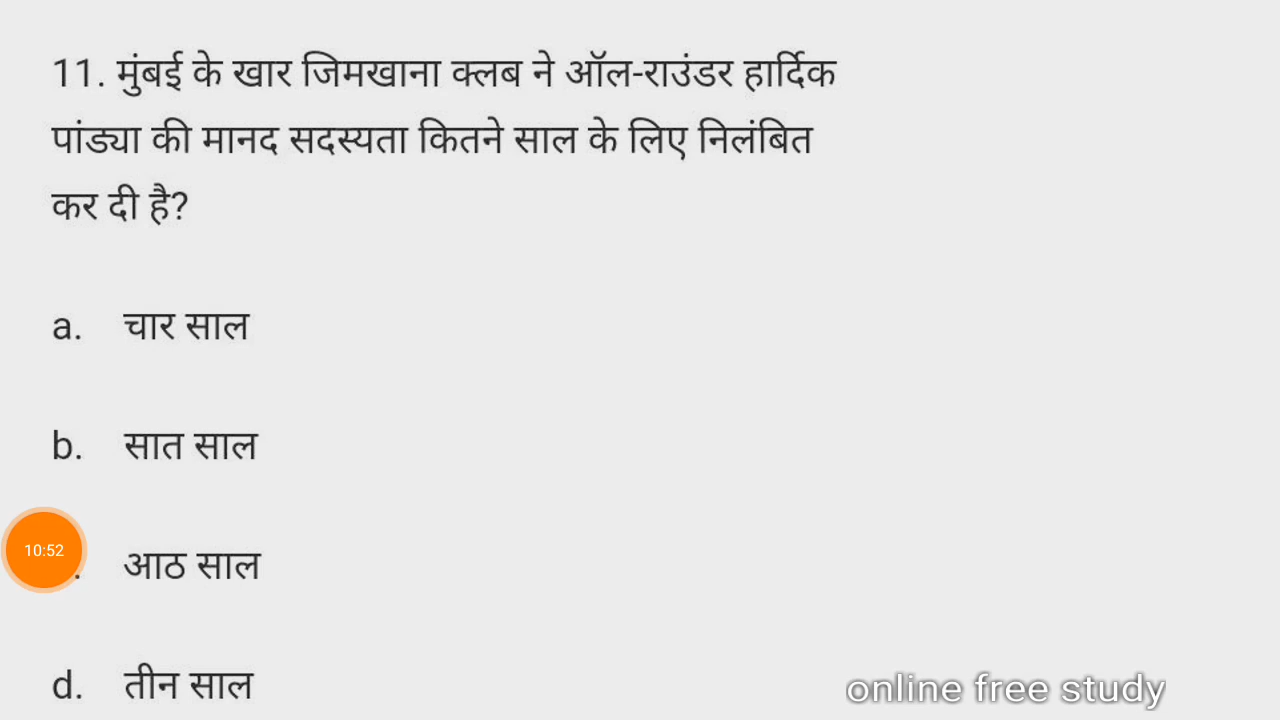 11. मुंबई के खार जिमखाना क्लब ने ऑल-राउंडर हार्दिक
पांड्या की मानद सदस्यता कितने साल के लिए निलंबित
कर दी है?
a. चार साल
b. सात साल
10:52
. आठ साल
d. तीन साल
online free study